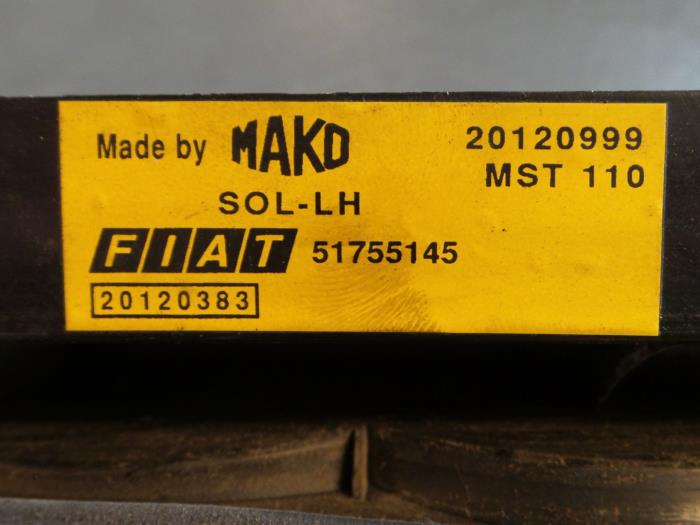 Made by MAKO 20120999
MST 110
SOL-LH
FIAT 51755145
20120383